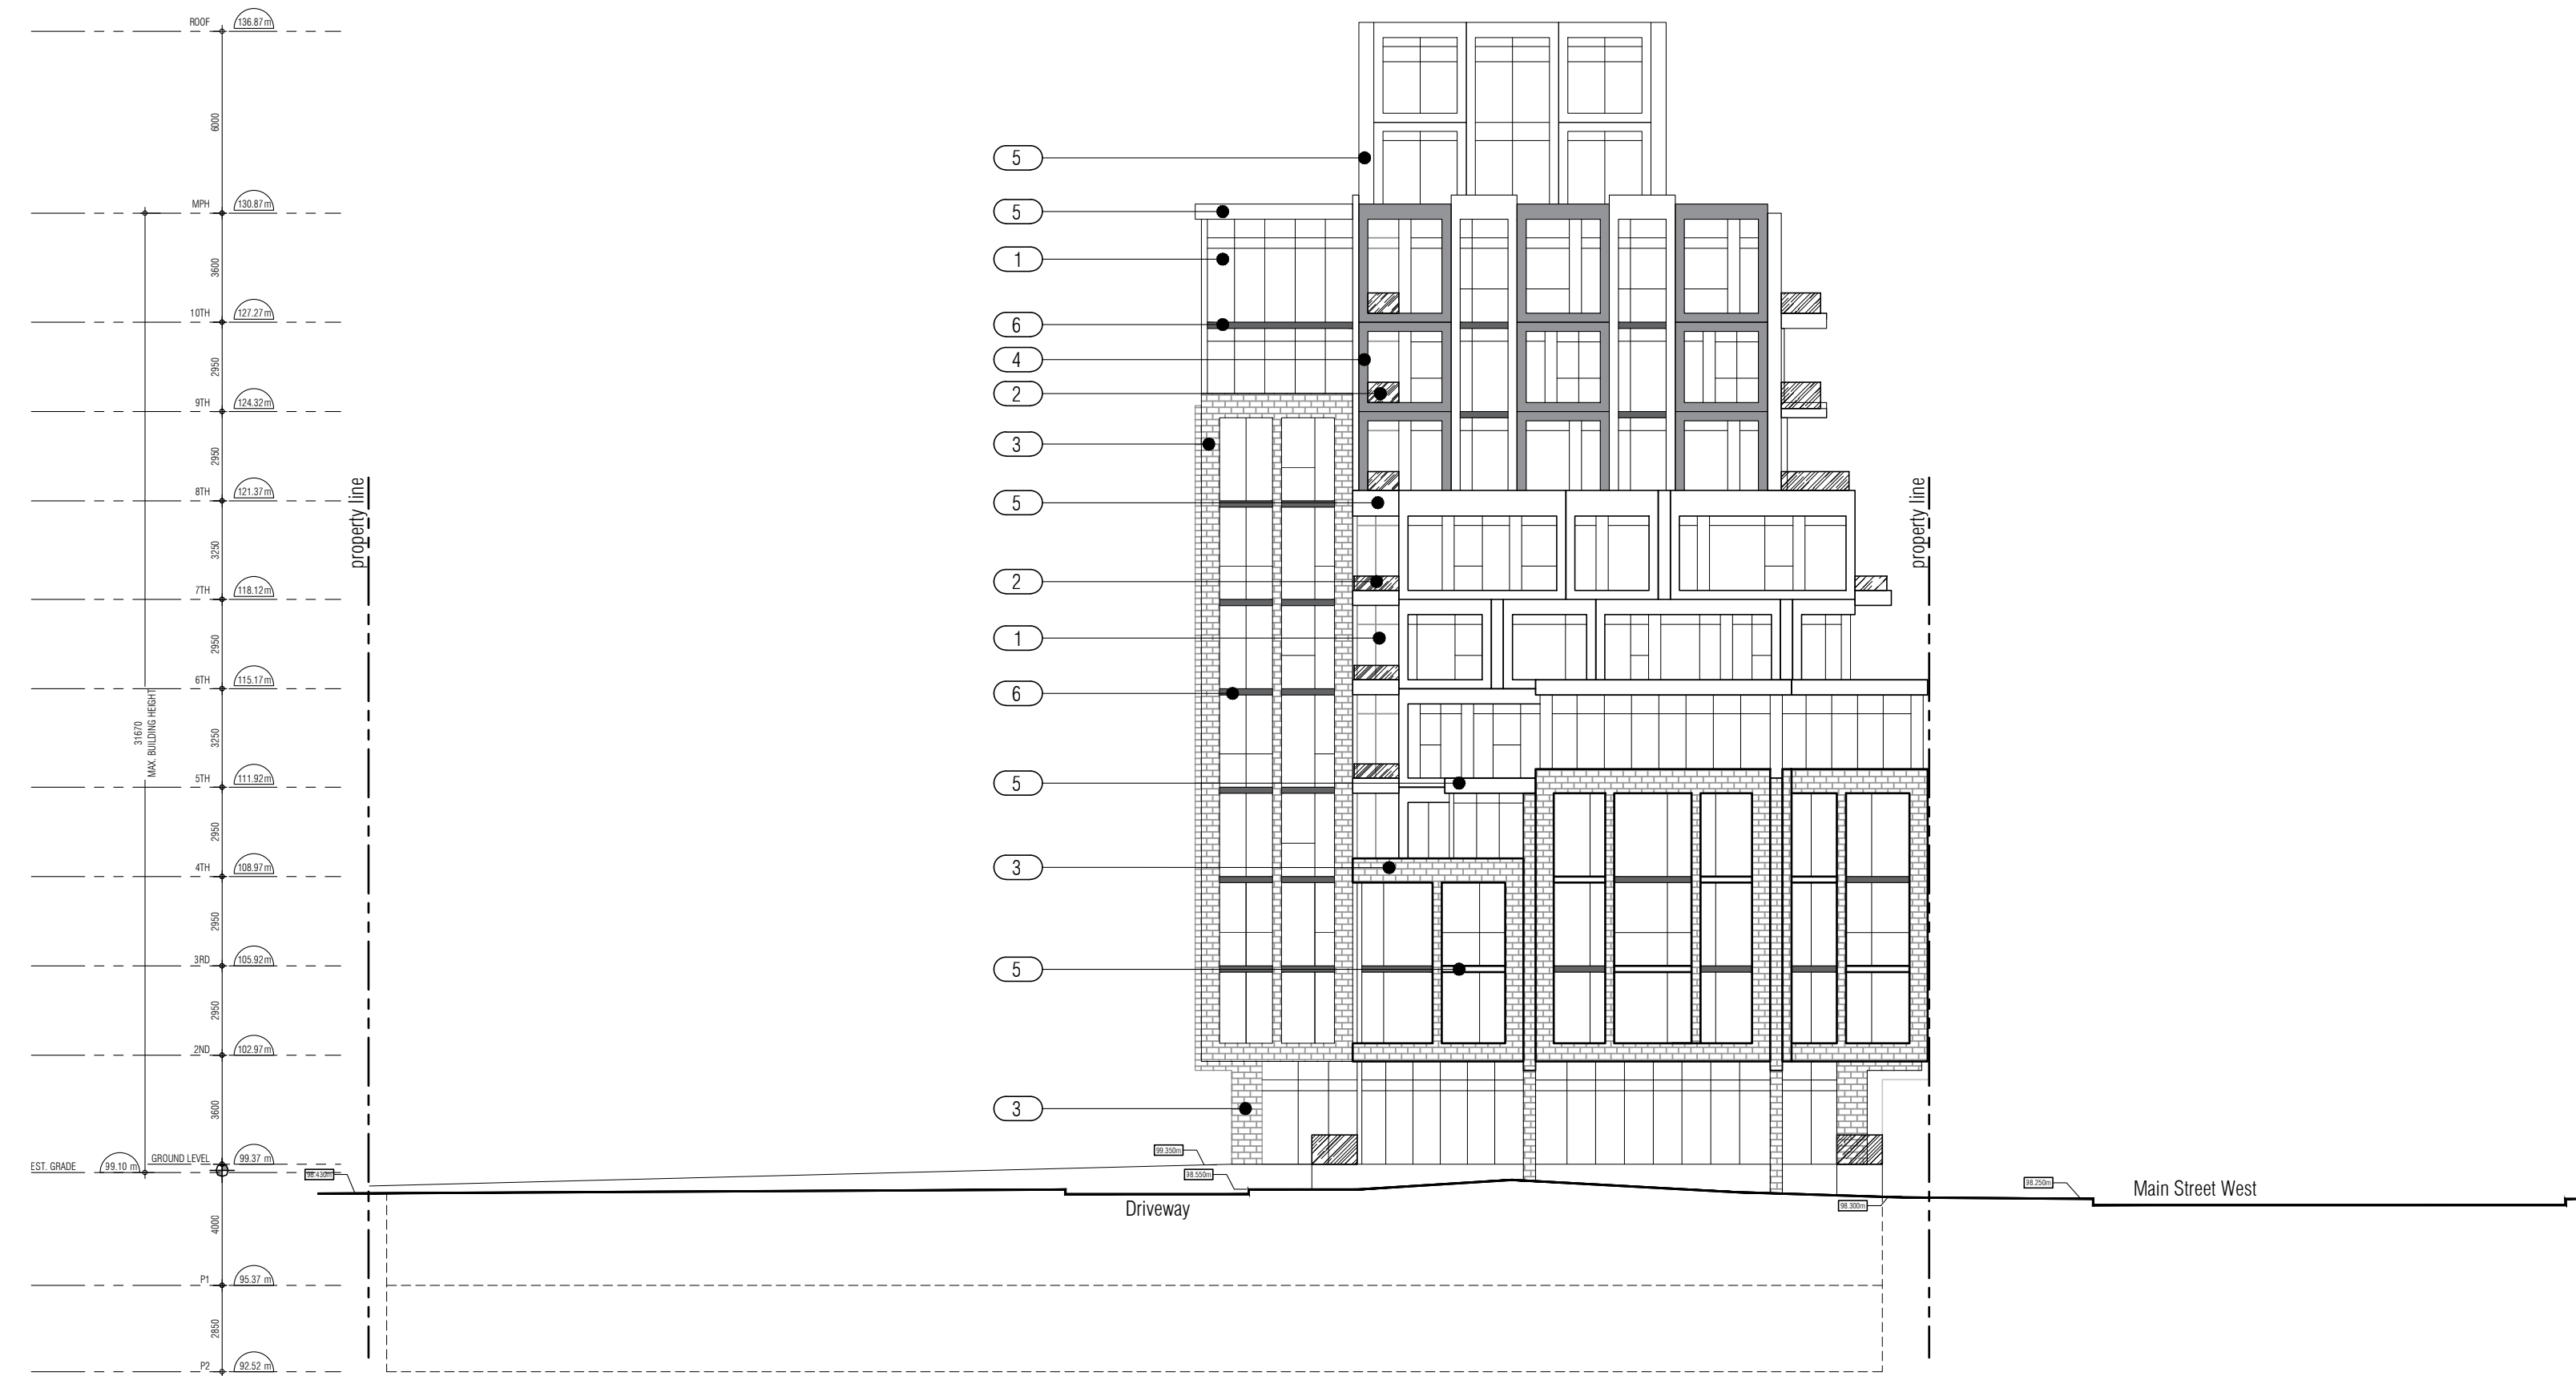 ROOF 136.87m
6000
5
MPH 130.87m
5
3600
1
10TH 127.27m
6
2950
4
2
9TH 124.32m
3
2950
8TH 121.37m
5
property line
property line
3250
2
7TH 118.12m
1
2950
6TH 115.17m
6
31670
MAX. BUILDING HEIGHT
3250
5TH 111.92m
5
2950
3
4TH 108.97m
2950
3RD 105.92m
5
2950
2ND 102.97m
3600
3
99.350m
GROUND LEVEL 99.37 m
EST. GRADE 99.10 m
98.430m
98.550m
98.250m
Main Street West
98.300m
Driveway
4000
P1 95.37 m
2850
P2 92.52 m